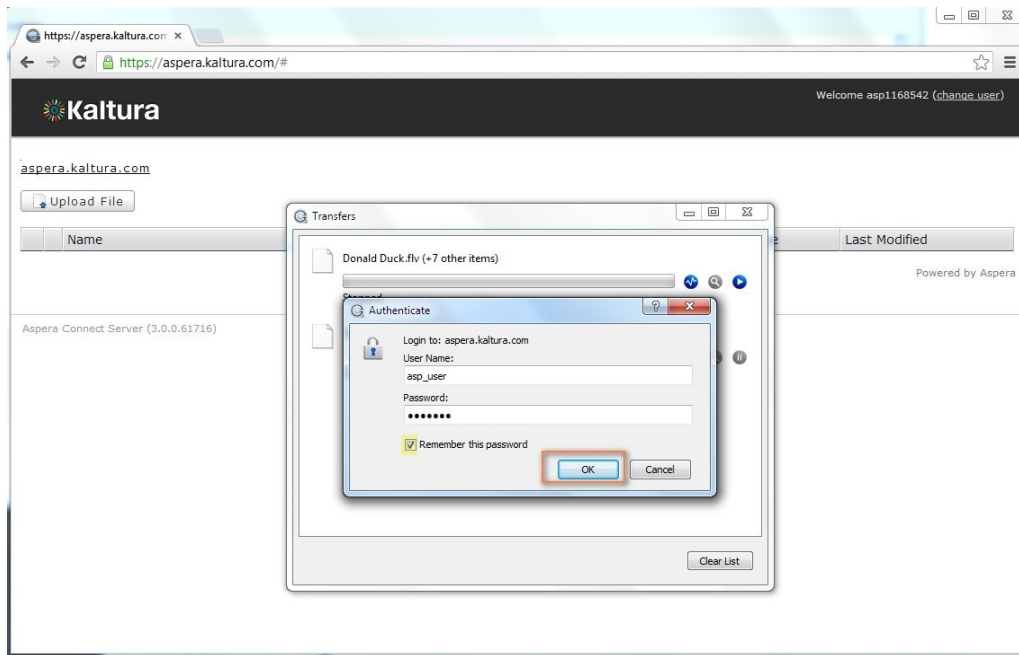 https://aspera.kaltura.com
https://aspera.kaltura.com/#
Kaltura
Welcome asp1168542 (change user)
aspera.kaltura.com
Upload File
Name
Last Modified
Powered by Aspera
Aspera Connect Server (3.0.0.61716)
Transfers
Donald Duck.flv (+7 other items)
Stopped
Authenticate
Login to: aspera.kaltura.com
User Name:
asp_user
Password:
•••••••
Remember this password
OK
Cancel
Clear List